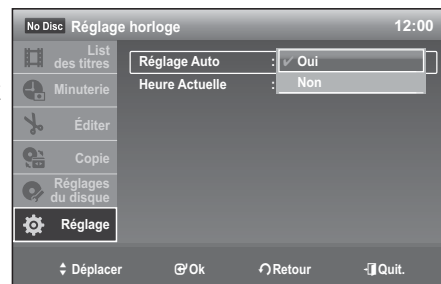 No Disc Réglage horloge 12:00
List
des titres
Minuterie
Éditer
Copie
Réglages
du disque
Réglage
Réglage Auto : ✓ Oui
Non
Heure Actuelle :
Déplacer Ok Retour Quit.